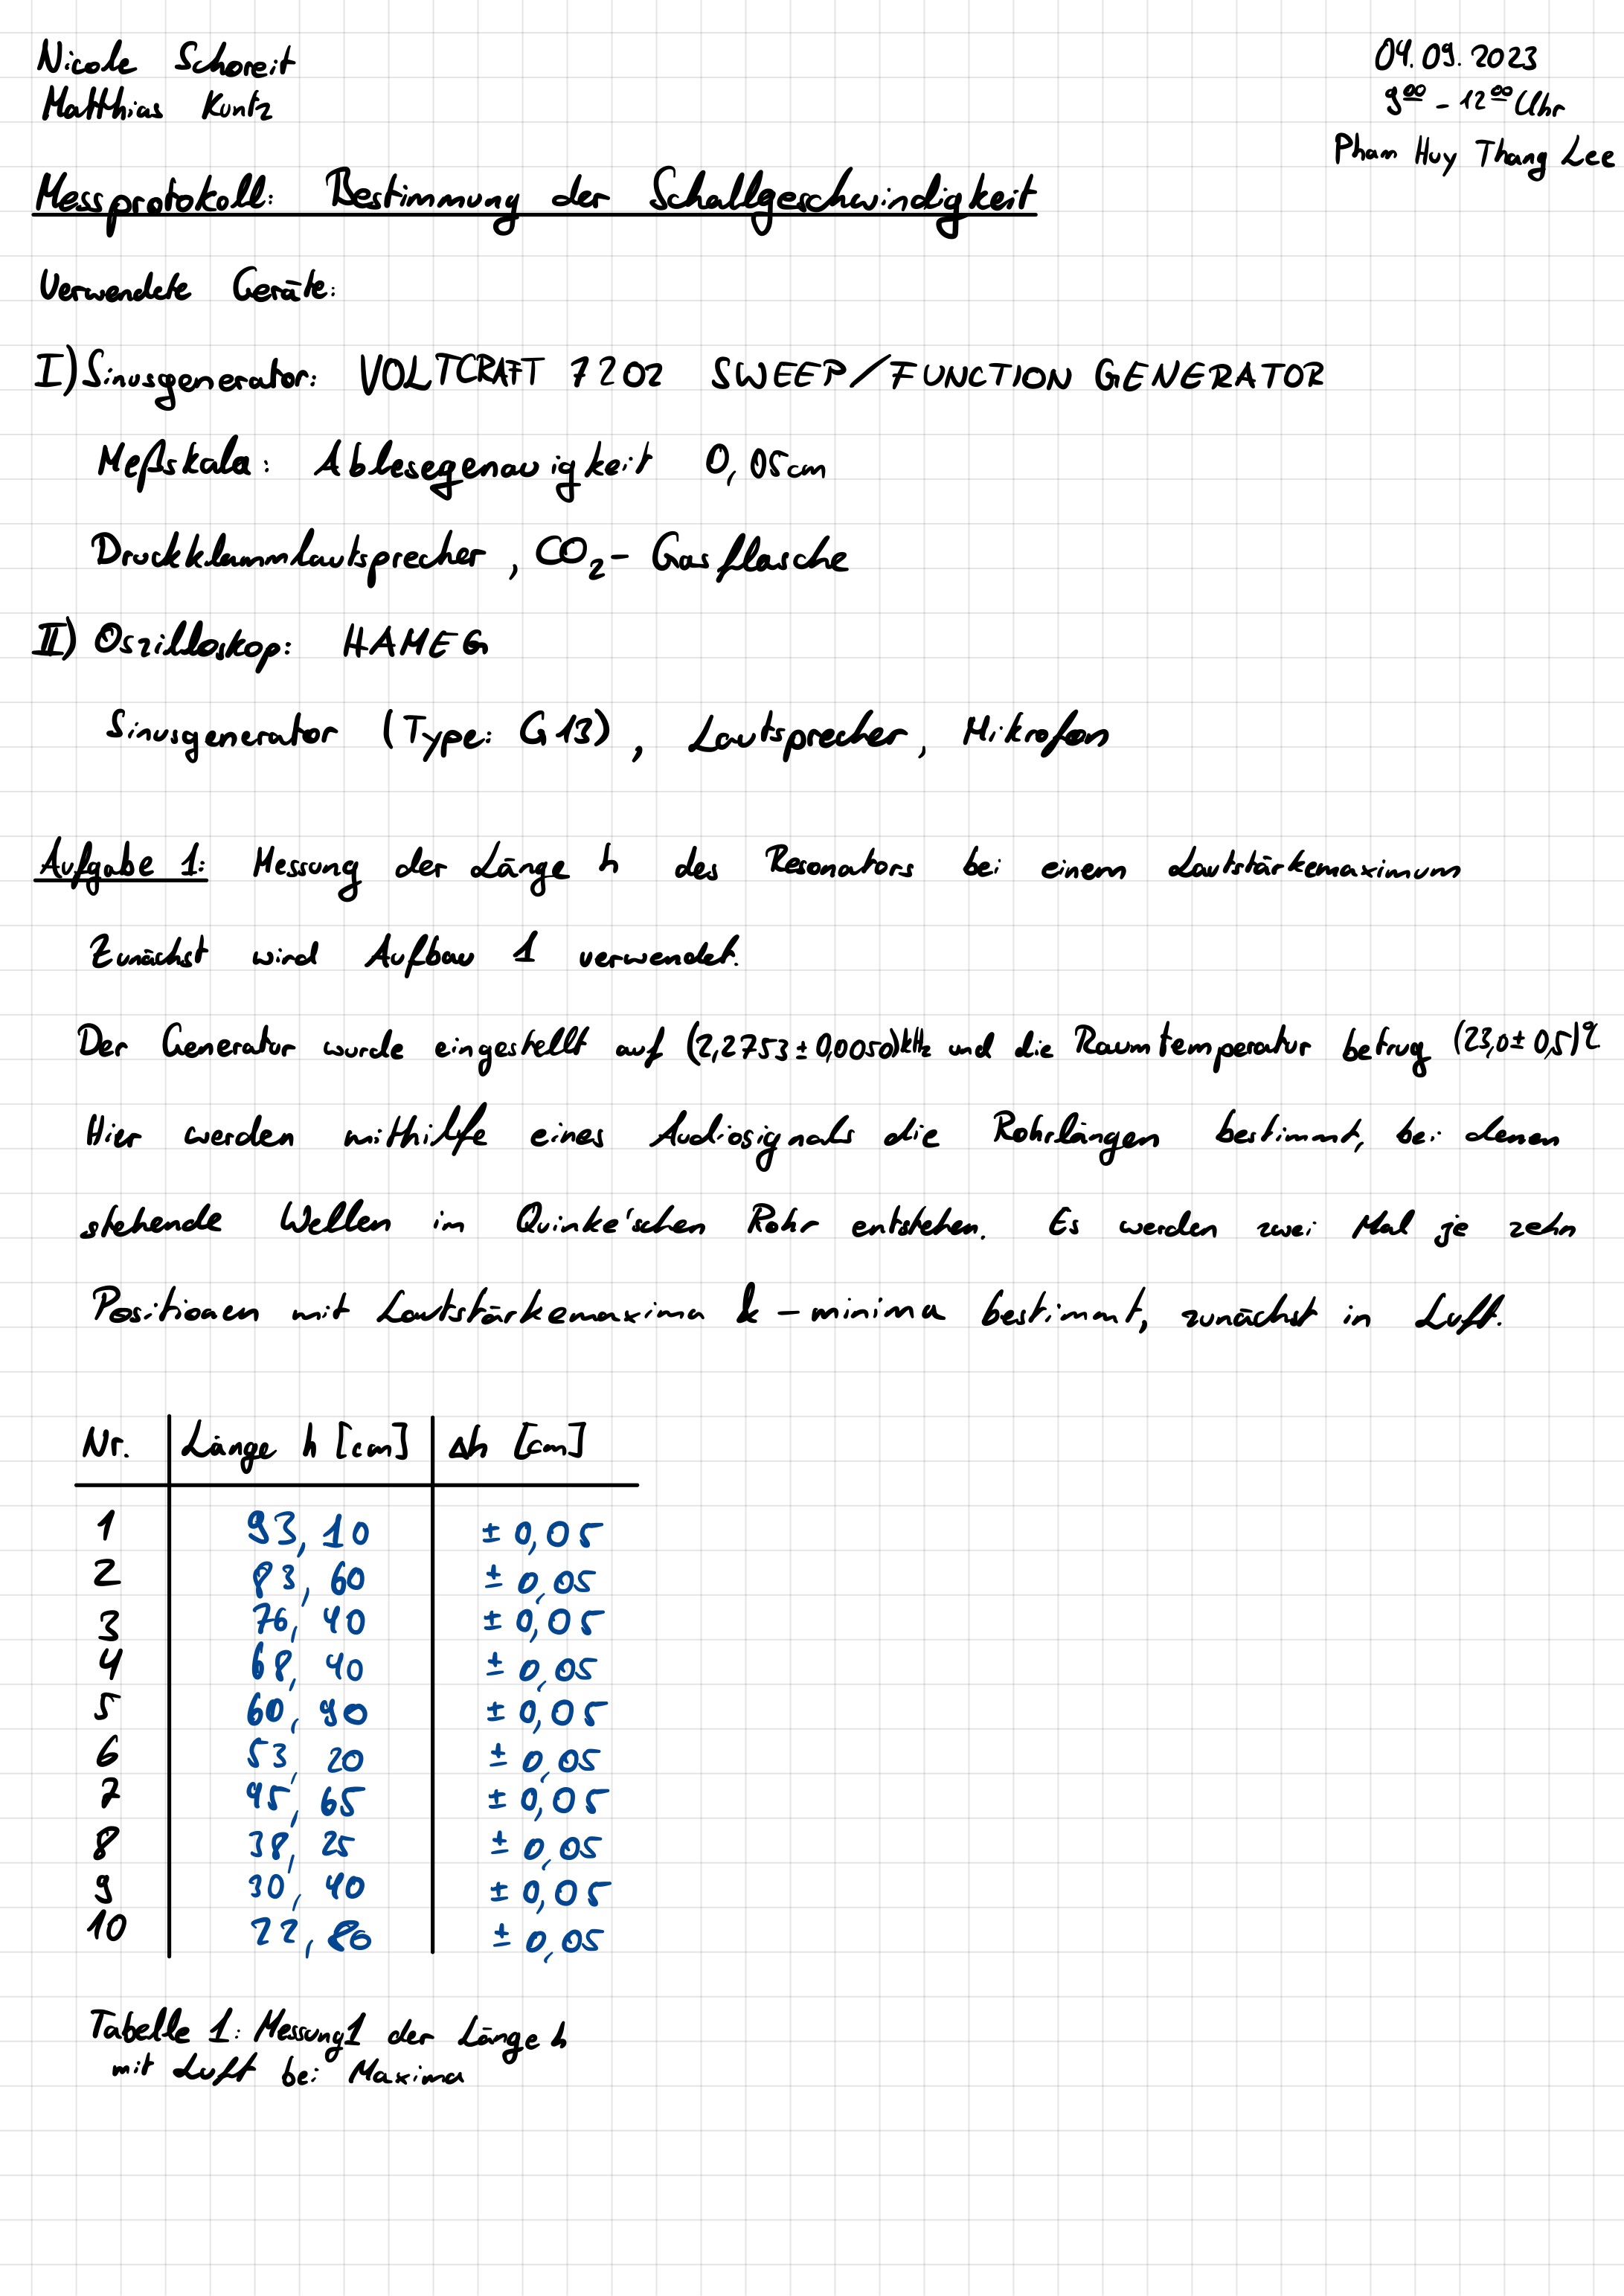 Nicole Schoreit
Matthias Kuntz
04.09.2023
9⁰⁰ - 12⁰⁰ Uhr
Pham Huy Thang Lee
Messprotokoll: Bestimmung der Schallgeschwindigkeit
Verwendete Geräte:
I) Sinusgenerator: VOLTCRAFT 7202 SWEEP/FUNCTION GENERATOR
Meßskala: Ablesegenauigkeit 0,05cm
Druckklammlautsprecher, CO₂- Gasflasche
II) Oszilloskop: HAMEG
Sinusgenerator (Type: G13), Lautsprecher, Mikrofon
Aufgabe 1: Messung der Länge h des Resonators bei einem Lautstärkemaximum
Zunächst wird Aufbau 1 verwendet.
Der Generator wurde eingestellt auf (2,2753 ± 0,0050)kHz und die Raumtemperatur betrug (23,0 ± 0,5)°C
Hier werden mithilfe eines Audiosignals die Rohrlängen bestimmt, bei denen
stehende Wellen im Quinke'schen Rohr entstehen. Es werden zwei Mal je zehn
Positionen mit Lautstärkemaxima & -minima bestimmt, zunächst in Luft.
Nr. Länge h [cm] Δh [cm]
1 93,10 ± 0,05
2 83,60 ± 0,05
3 76,40 ± 0,05
4 68,40 ± 0,05
5 60,90 ± 0,05
6 53,20 ± 0,05
7 45,65 ± 0,05
8 38,25 ± 0,05
9 30,40 ± 0,05
10 22,80 ± 0,05
Tabelle 1: Messung1 der Länge h
mit Luft bei Maxima